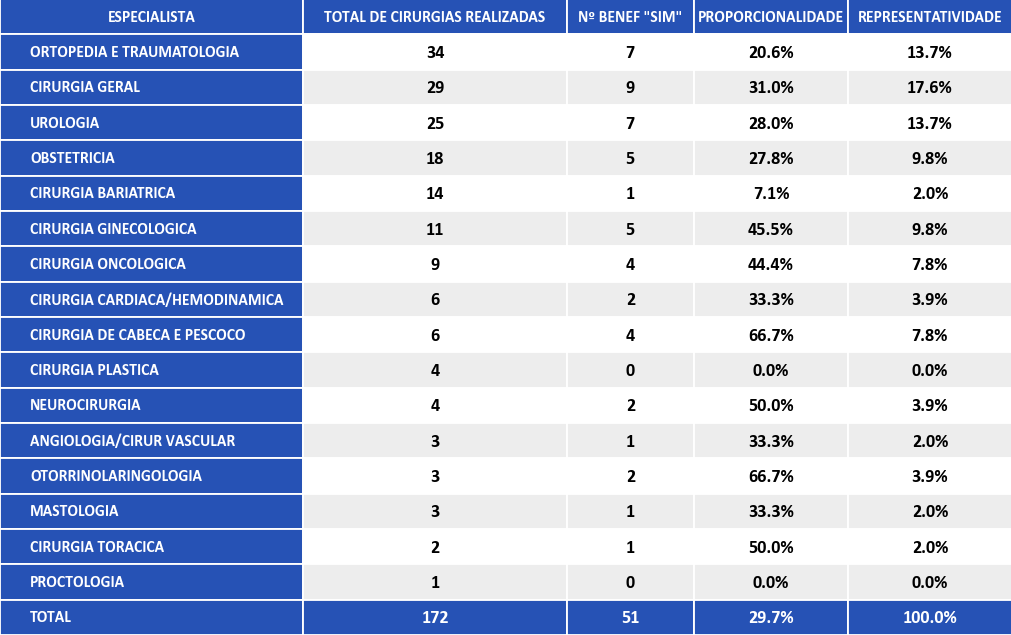 ESPECIALISTA TOTAL DE CIRURGIAS REALIZADAS Nº BENEF "SIM" PROPORCIONALIDADE REPRESENTATIVIDADE
ORTOPEDIA E TRAUMATOLOGIA 34 7 20.6% 13.7%
CIRURGIA GERAL 29 9 31.0% 17.6%
UROLOGIA 25 7 28.0% 13.7%
OBSTETRICIA 18 5 27.8% 9.8%
CIRURGIA BARIATRICA 14 1 7.1% 2.0%
CIRURGIA GINECOLOGICA 11 5 45.5% 9.8%
CIRURGIA ONCOLOGICA 9 4 44.4% 7.8%
CIRURGIA CARDIACA/HEMODINAMICA 6 2 33.3% 3.9%
CIRURGIA DE CABECA E PESCOCO 6 4 66.7% 7.8%
CIRURGIA PLASTICA 4 0 0.0% 0.0%
NEUROCIRURGIA 4 2 50.0% 3.9%
ANGIOLOGIA/CIRUR VASCULAR 3 1 33.3% 2.0%
OTORRINOLARINGOLOGIA 3 2 66.7% 3.9%
MASTOLOGIA 3 1 33.3% 2.0%
CIRURGIA TORACICA 2 1 50.0% 2.0%
PROCTOLOGIA 1 0 0.0% 0.0%
TOTAL 172 51 29.7% 100.0%